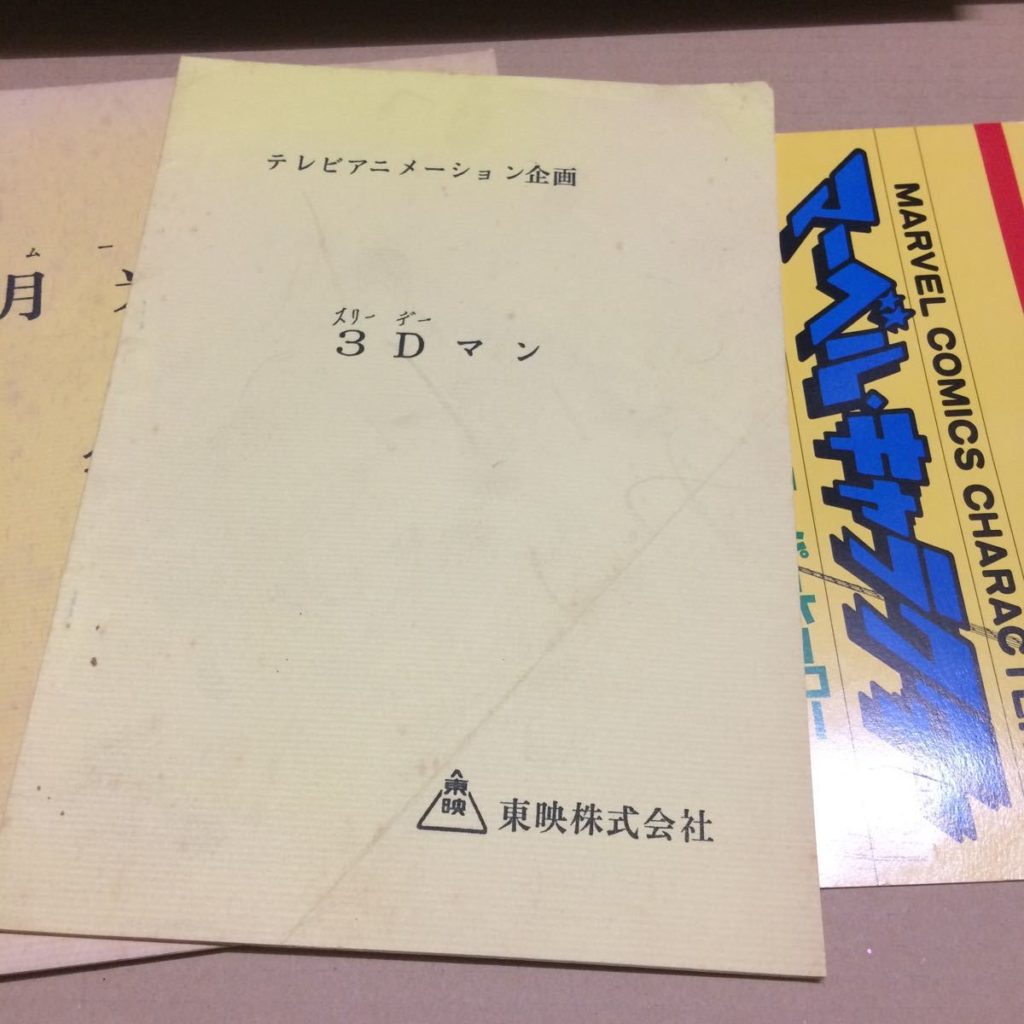 テレビアニメーション企画
スリー デー
3Dマン
東映
東映株式会社
ムー
月
MARVEL COMICS CHARACTER
マーベル・キャラクター